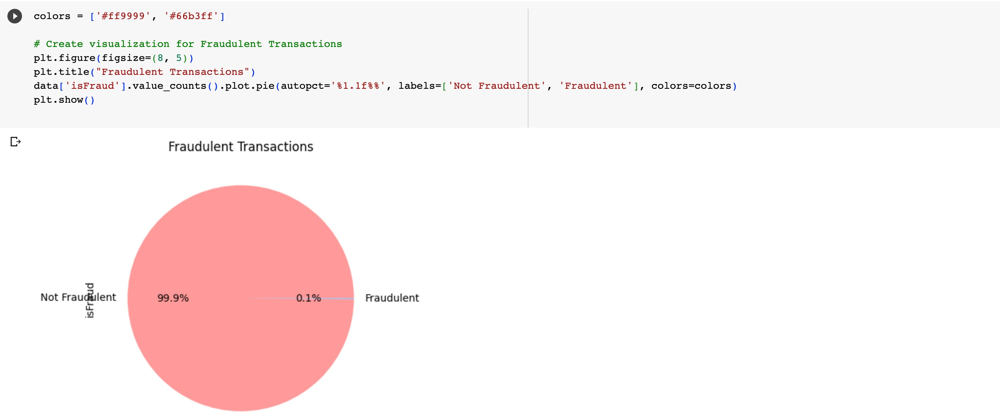 colors = ['#ff9999', '#66b3ff']
# Create visualization for Fraudulent Transactions
plt.figure(figsize=(8, 5))
plt.title("Fraudulent Transactions")
data['isFraud'].value_counts().plot.pie(autopct='%1.1f%%', labels=['Not Fraudulent', 'Fraudulent'], colors=colors)
plt.show()
Fraudulent Transactions
isFraud
Not Fraudulent
99.9%
0.1%
Fraudulent